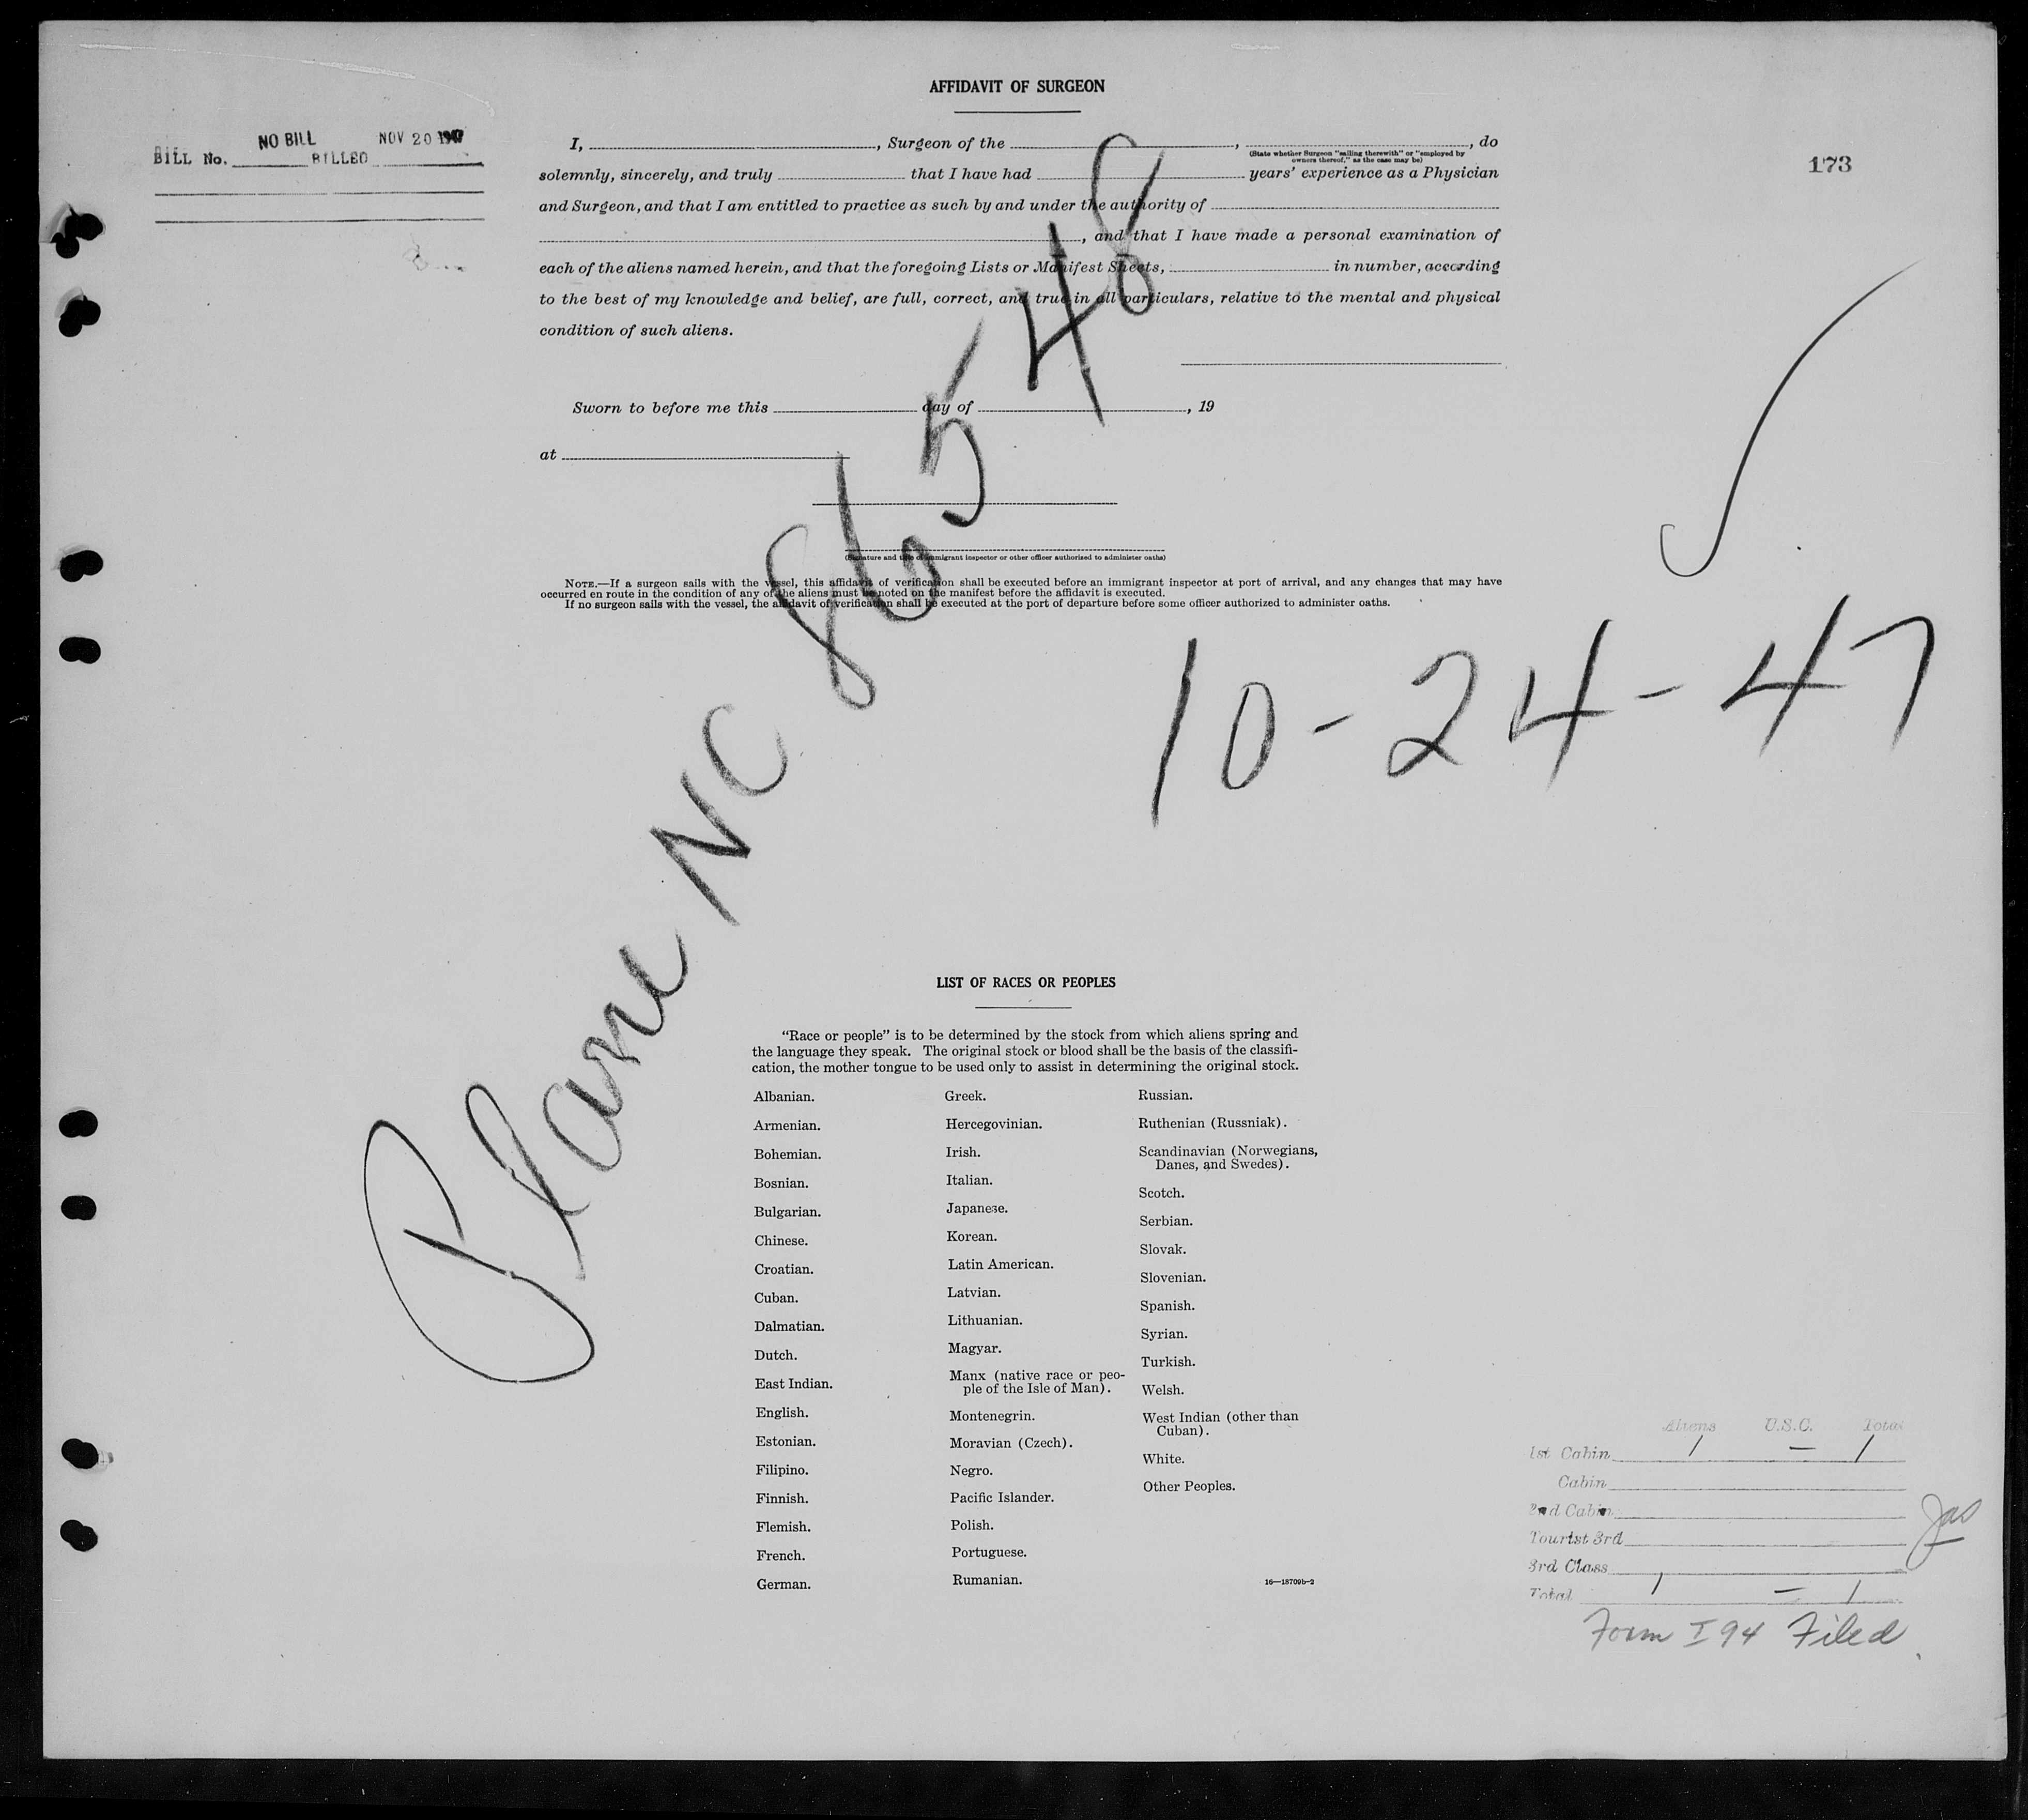 AFFIDAVIT OF SURGEON
NO BILL NOV 20 1947
BILL No. BILLED
173
I, , Surgeon of the , , do
(State whether Surgeon "sailing therewith" or "employed by
owners thereof," as the case may be)
solemnly, sincerely, and truly that I have had years' experience as a Physician
and Surgeon, and that I am entitled to practice as such by and under the authority of
, and that I have made a personal examination of
each of the aliens named herein, and that the foregoing Lists or Manifest Sheets, in number, according
to the best of my knowledge and belief, are full, correct, and true in all particulars, relative to the mental and physical
condition of such aliens.
Sworn to before me this day of , 19
at
(Signature and title of immigrant inspector or other officer authorized to administer oaths)
NOTE.—If a surgeon sails with the vessel, this affidavit of verification shall be executed before an immigrant inspector at port of arrival, and any changes that may have
occurred en route in the condition of any of the aliens must be noted on the manifest before the affidavit is executed.
If no surgeon sails with the vessel, the affidavit of verification shall be executed at the port of departure before some officer authorized to administer oaths.
Plane NC 86548
10-24-47
LIST OF RACES OR PEOPLES
"Race or people" is to be determined by the stock from which aliens spring and
the language they speak. The original stock or blood shall be the basis of the classifi-
cation, the mother tongue to be used only to assist in determining the original stock.
Albanian.
Armenian.
Bohemian.
Bosnian.
Bulgarian.
Chinese.
Croatian.
Cuban.
Dalmatian.
Dutch.
East Indian.
English.
Estonian.
Filipino.
Finnish.
Flemish.
French.
German.
Greek.
Hercegovinian.
Irish.
Italian.
Japanese.
Korean.
Latin American.
Latvian.
Lithuanian.
Magyar.
Manx (native race or peo-
ple of the Isle of Man).
Montenegrin.
Moravian (Czech).
Negro.
Pacific Islander.
Polish.
Portuguese.
Rumanian.
Russian.
Ruthenian (Russniak).
Scandinavian (Norwegians,
Danes, and Swedes).
Scotch.
Serbian.
Slovak.
Slovenian.
Spanish.
Syrian.
Turkish.
Welsh.
West Indian (other than
Cuban).
White.
Other Peoples.
16—18709b-2
Aliens U.S.C. Total
1st Cabin 1 – 1
Cabin
2nd Cabin
Tourist 3rd
3rd Class
Total 1 – 1
Form I 94 Filed